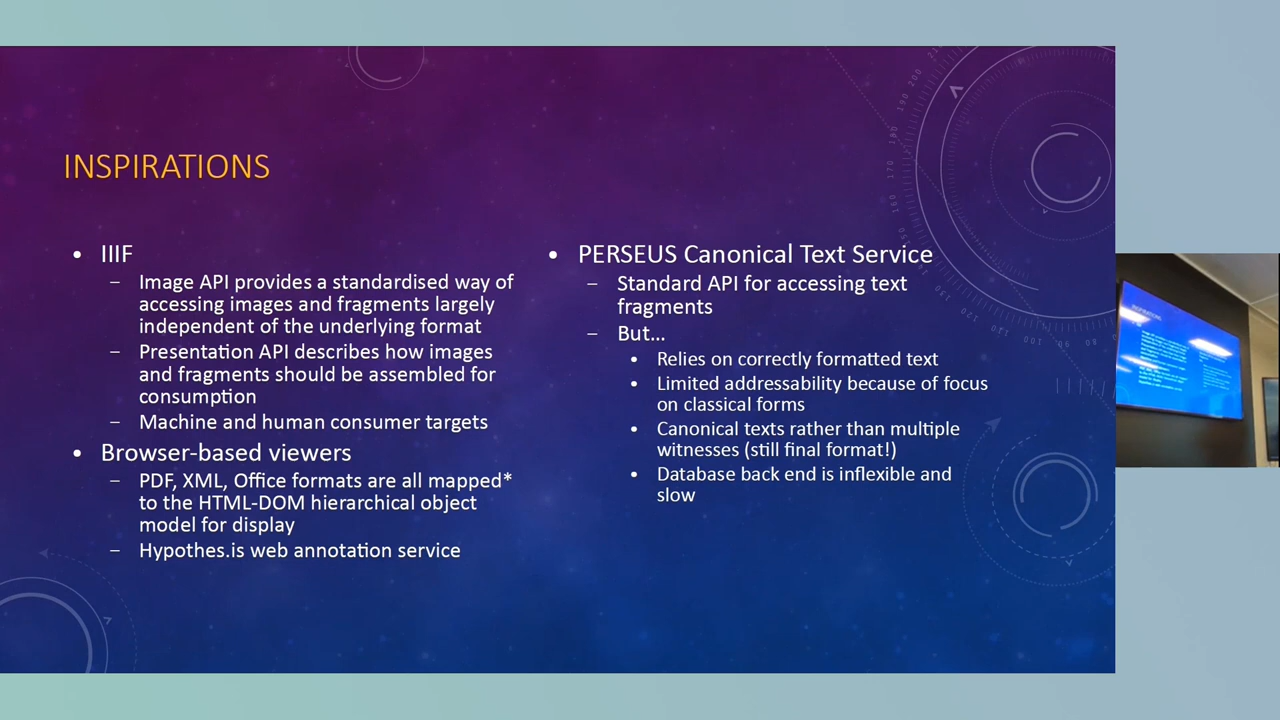 INSPIRATIONS
• IIIF
– Image API provides a standardised way of
accessing images and fragments largely
independent of the underlying format
– Presentation API describes how images
and fragments should be assembled for
consumption
– Machine and human consumer targets
• Browser-based viewers
– PDF, XML, Office formats are all mapped*
to the HTML-DOM hierarchical object
model for display
– Hypothes.is web annotation service
• PERSEUS Canonical Text Service
– Standard API for accessing text
fragments
– But...
• Relies on correctly formatted text
• Limited addressability because of focus
on classical forms
• Canonical texts rather than multiple
witnesses (still final format!)
• Database back end is inflexible and
slow